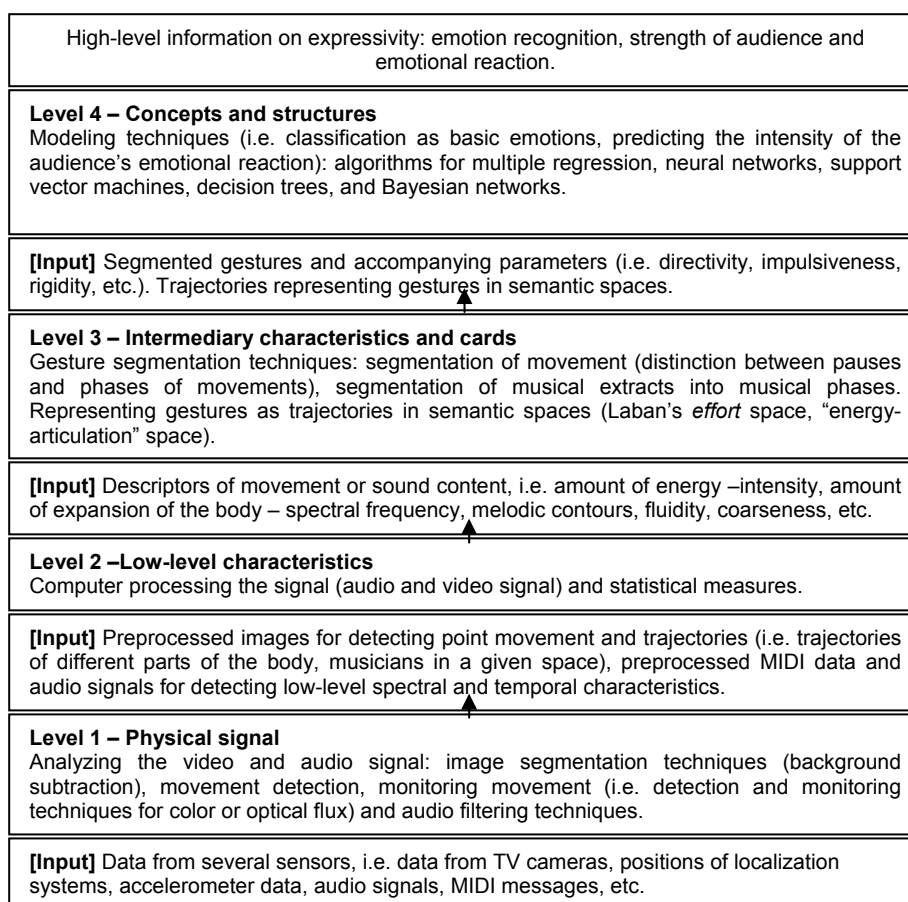 High-level information on expressivity: emotion recognition, strength of audience and
emotional reaction.
Level 4 – Concepts and structures
Modeling techniques (i.e. classification as basic emotions, predicting the intensity of the
audience's emotional reaction): algorithms for multiple regression, neural networks, support
vector machines, decision trees, and Bayesian networks.
[Input] Segmented gestures and accompanying parameters (i.e. directivity, impulsiveness,
rigidity, etc.). Trajectories representing gestures in semantic spaces.
Level 3 – Intermediary characteristics and cards
Gesture segmentation techniques: segmentation of movement (distinction between pauses
and phases of movements), segmentation of musical extracts into musical phases.
Representing gestures as trajectories in semantic spaces (Laban's effort space, “energy-
articulation” space).
[Input] Descriptors of movement or sound content, i.e. amount of energy –intensity, amount
of expansion of the body – spectral frequency, melodic contours, fluidity, coarseness, etc.
Level 2 –Low-level characteristics
Computer processing the signal (audio and video signal) and statistical measures.
[Input] Preprocessed images for detecting point movement and trajectories (i.e. trajectories
of different parts of the body, musicians in a given space), preprocessed MIDI data and
audio signals for detecting low-level spectral and temporal characteristics.
Level 1 – Physical signal
Analyzing the video and audio signal: image segmentation techniques (background
subtraction), movement detection, monitoring movement (i.e. detection and monitoring
techniques for color or optical flux) and audio filtering techniques.
[Input] Data from several sensors, i.e. data from TV cameras, positions of localization
systems, accelerometer data, audio signals, MIDI messages, etc.